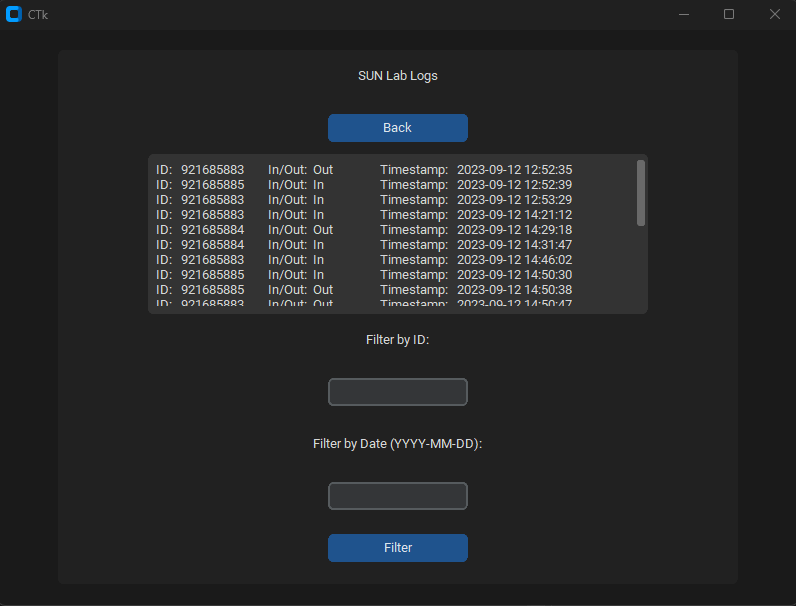 CTk
SUN Lab Logs
Back
ID: 921685883 In/Out: Out Timestamp: 2023-09-12 12:52:35
ID: 921685885 In/Out: In Timestamp: 2023-09-12 12:52:39
ID: 921685883 In/Out: In Timestamp: 2023-09-12 12:53:29
ID: 921685883 In/Out: In Timestamp: 2023-09-12 14:21:12
ID: 921685884 In/Out: Out Timestamp: 2023-09-12 14:29:18
ID: 921685884 In/Out: In Timestamp: 2023-09-12 14:31:47
ID: 921685883 In/Out: In Timestamp: 2023-09-12 14:46:02
ID: 921685885 In/Out: In Timestamp: 2023-09-12 14:50:30
ID: 921685885 In/Out: Out Timestamp: 2023-09-12 14:50:38
ID: 921685883 In/Out: Out Timestamp: 2023-09-12 14:50:47
Filter by ID:
Filter by Date (YYYY-MM-DD):
Filter